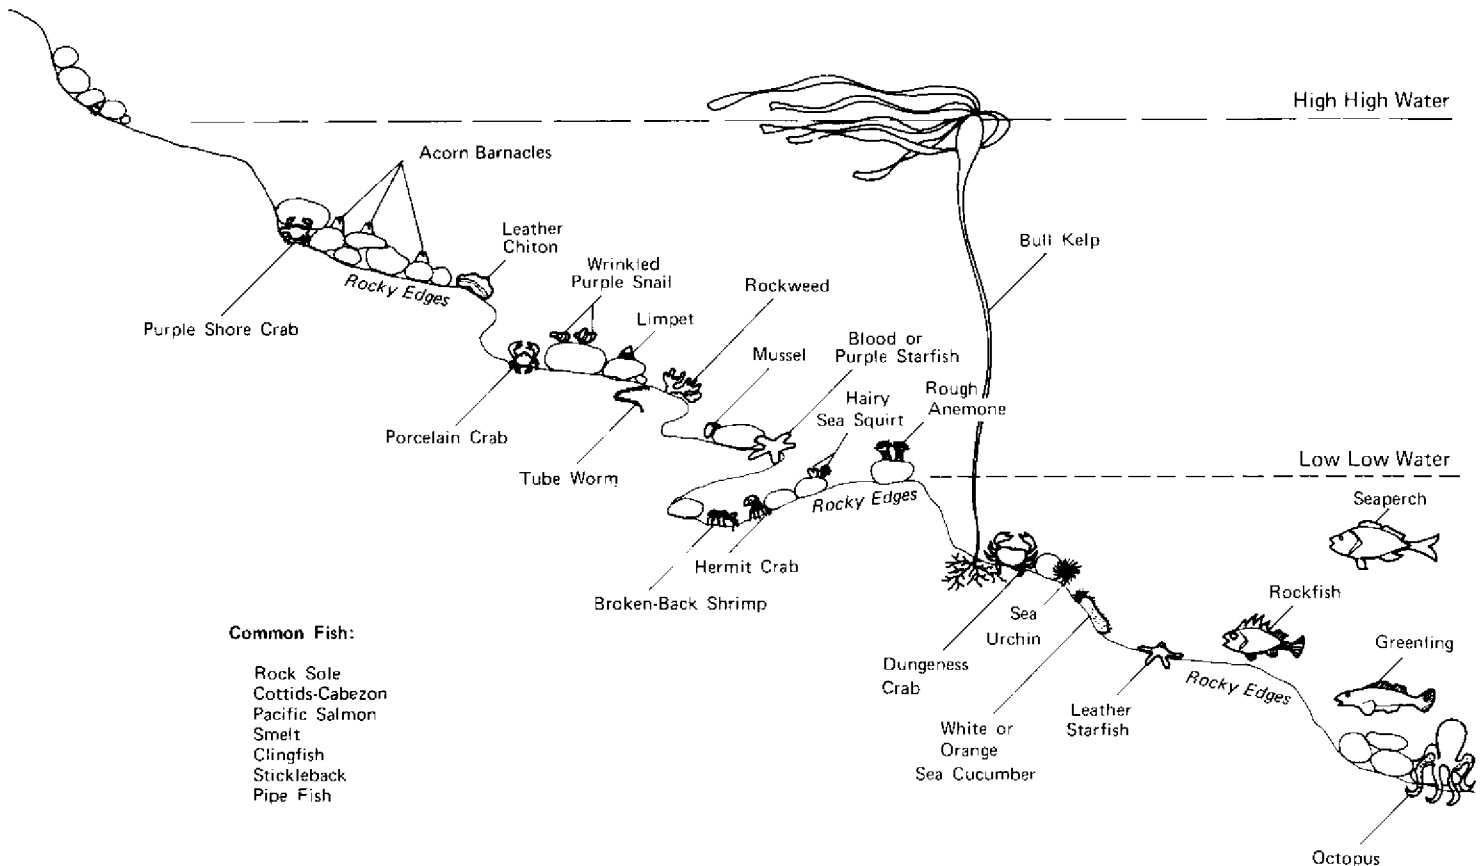 High High Water
Acorn Barnacles
Leather
Chiton
Bull Kelp
Wrinkled
Purple Snail
Rockweed
Rocky Edges
Purple Shore Crab
Limpet
Blood or
Purple Starfish
Mussel
Hairy
Sea Squirt
Rough
Anemone
Porcelain Crab
Tube Worm
Low Low Water
Rocky Edges
Seaperch
Hermit Crab
Broken-Back Shrimp
Sea
Urchin
Rockfish
Greenling
Dungeness
Crab
Rocky Edges
Leather
Starfish
White or
Orange
Sea Cucumber
Octopus
Common Fish:
Rock Sole
Cottids-Cabezon
Pacific Salmon
Smelt
Clingfish
Stickleback
Pipe Fish